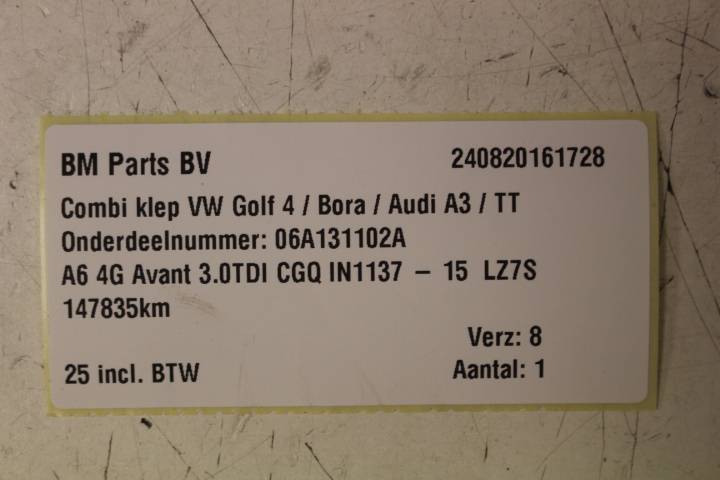 BM Parts BV 240820161728
Combi klep VW Golf 4 / Bora / Audi A3 / TT
Onderdeelnummer: 06A131102A
A6 4G Avant 3.0TDI CGQ IN1137 – 15 LZ7S
147835km
Verz: 8
25 incl. BTW Aantal: 1